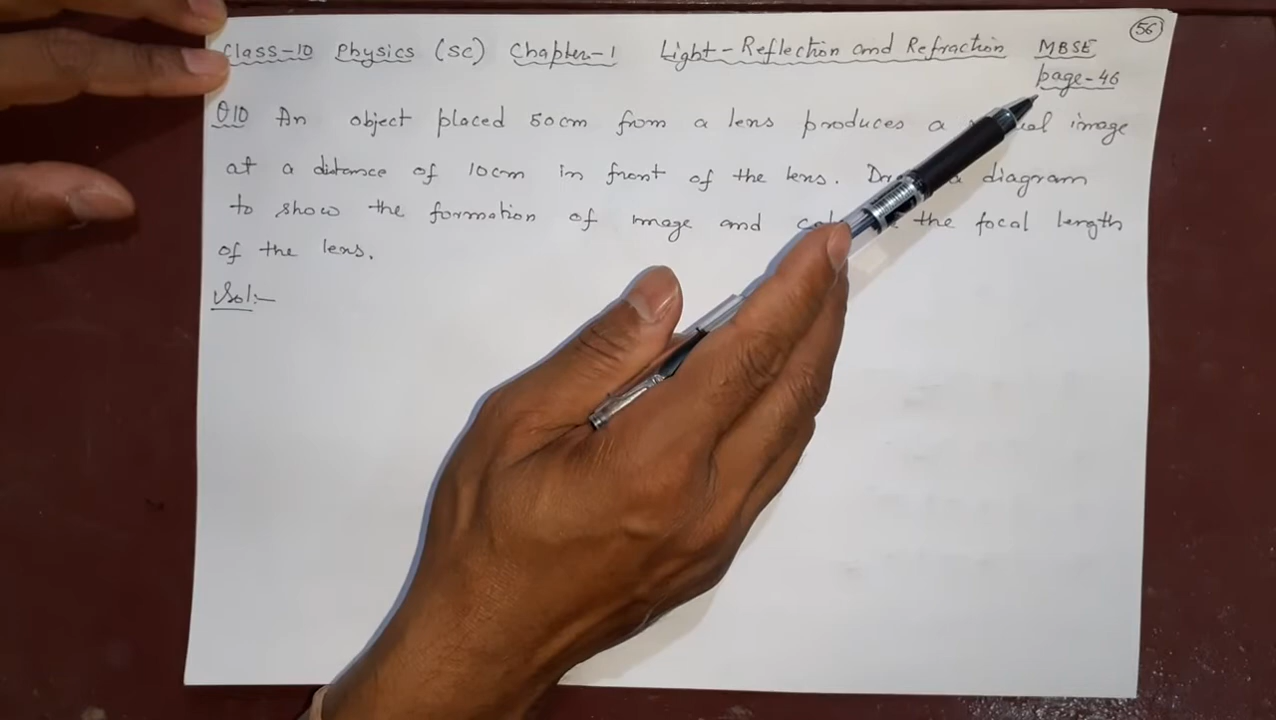 56
Class-10 Physics (SC) Chapter-1 Light-Reflection and Refraction MBSE
page-46
Q10 An object placed 50cm from a lens produces a image
at a distance of 10cm in front of the lens. a diagram
to show the formation of image and the focal length
of the lens.
Sol:-